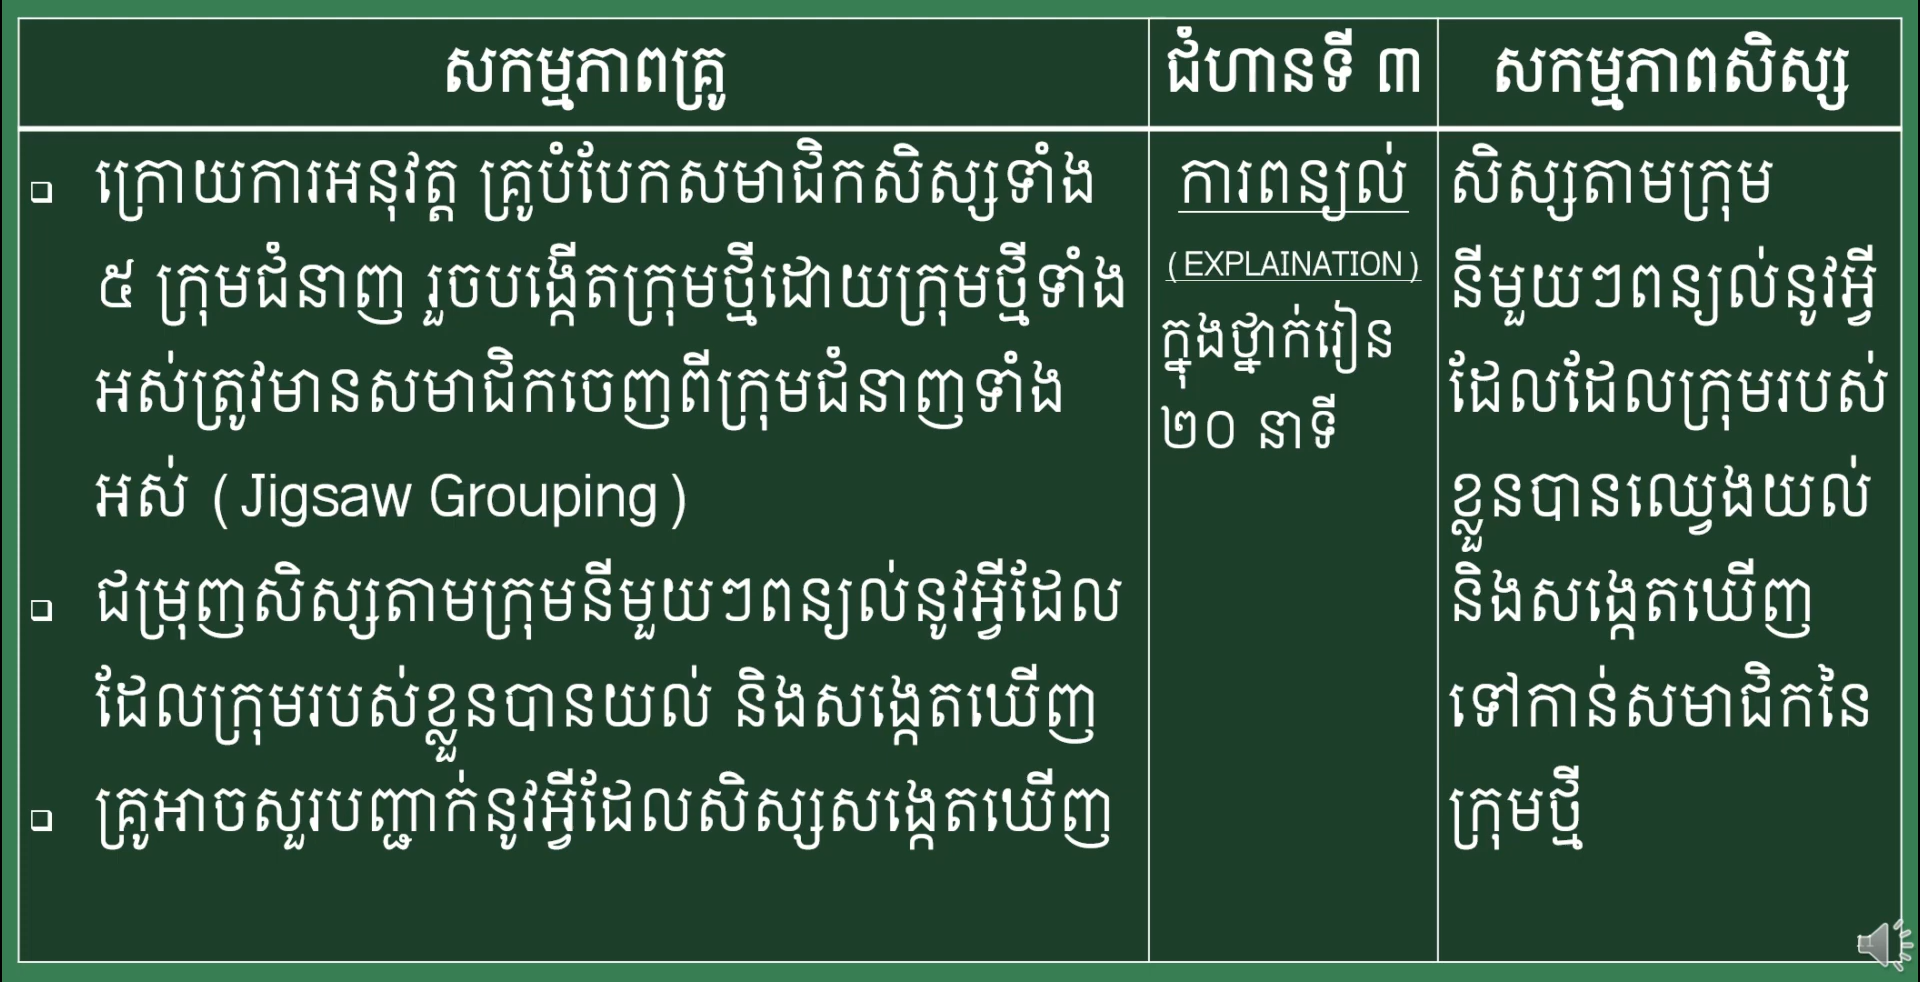 សកម្មភាពគ្រូ
ជំហានទី ៣
សកម្មភាពសិស្ស
ក្រោយការអនុវត្ត គ្រូបំបែកសមាជិកសិស្សទាំង
៥ ក្រុមជំនាញ រួចបង្កើតក្រុមថ្មីដោយក្រុមថ្មីទាំង
អស់ត្រូវមានសមាជិកចេញពីក្រុមជំនាញទាំង
អស់ (Jigsaw Grouping)
ជម្រុញសិស្សតាមក្រុមនីមួយៗពន្យល់នូវអ្វីដែល
ដែលក្រុមរបស់ខ្លួនបានយល់ និងសង្កេតឃើញ
គ្រូអាចសួរបញ្ជាក់នូវអ្វីដែលសិស្សសង្កេតឃើញ
ការពន្យល់
(EXPLAINATION)
ក្នុងថ្នាក់រៀន
២០ នាទី
សិស្សតាមក្រុម
នីមួយៗពន្យល់នូវអ្វី
ដែលដែលក្រុមរបស់
ខ្លួនបានឈ្វេងយល់
និងសង្កេតឃើញ
ទៅកាន់សមាជិកនៃ
ក្រុមថ្មី
11